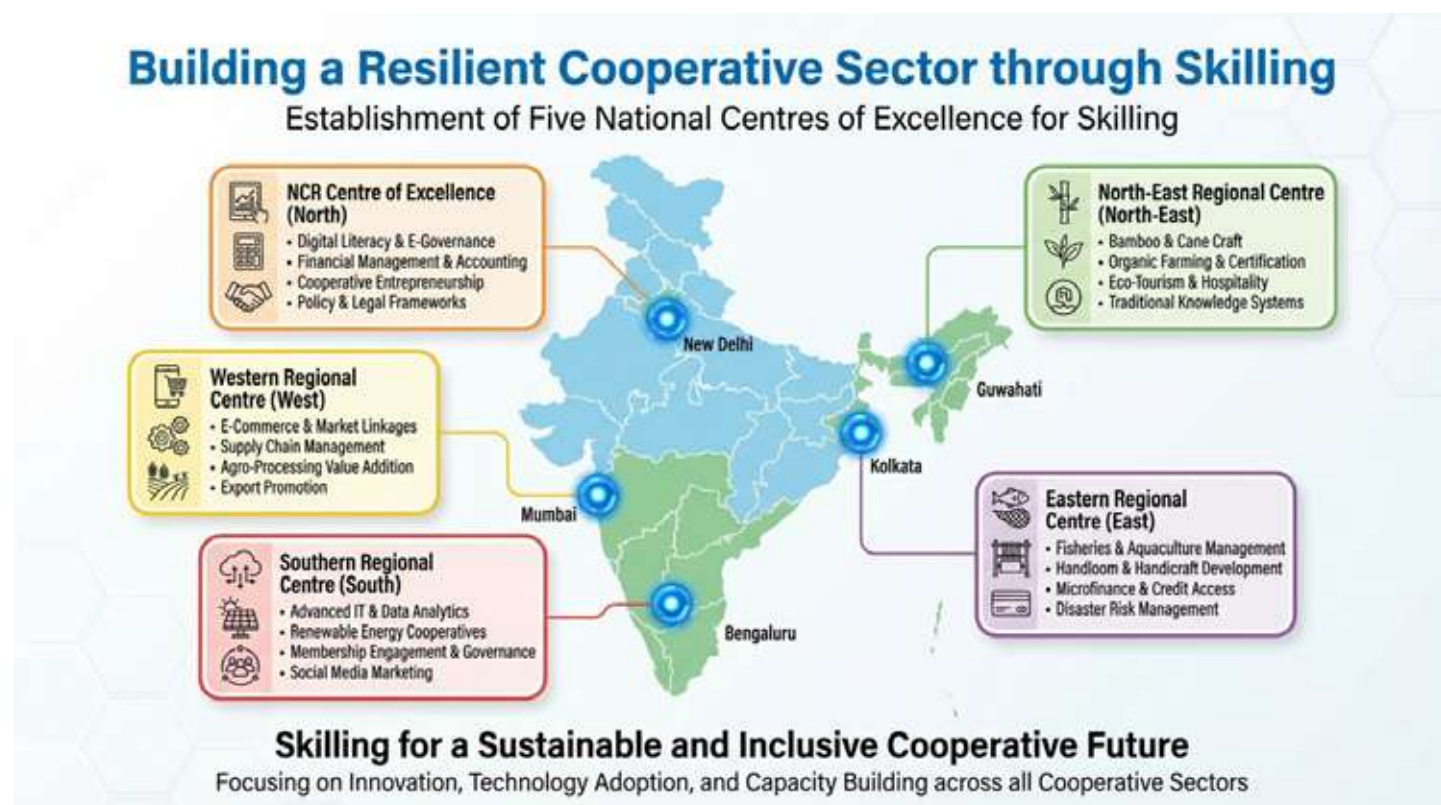 Building a Resilient Cooperative Sector through Skilling
Establishment of Five National Centres of Excellence for Skilling
NCR Centre of Excellence
(North)
• Digital Literacy & E-Governance
• Financial Management & Accounting
• Cooperative Entrepreneurship
• Policy & Legal Frameworks
North-East Regional Centre
(North-East)
• Bamboo & Cane Craft
• Organic Farming & Certification
• Eco-Tourism & Hospitality
• Traditional Knowledge Systems
New Delhi
Western Regional
Centre (West)
• E-Commerce & Market Linkages
• Supply Chain Management
• Agro-Processing Value Addition
• Export Promotion
Guwahati
Kolkata
Mumbai
Eastern Regional
Centre (East)
• Fisheries & Aquaculture Management
• Handloom & Handicraft Development
• Microfinance & Credit Access
• Disaster Risk Management
Southern Regional
Centre (South)
• Advanced IT & Data Analytics
• Renewable Energy Cooperatives
• Membership Engagement & Governance
• Social Media Marketing
Bengaluru
Skilling for a Sustainable and Inclusive Cooperative Future
Focusing on Innovation, Technology Adoption, and Capacity Building across all Cooperative Sectors